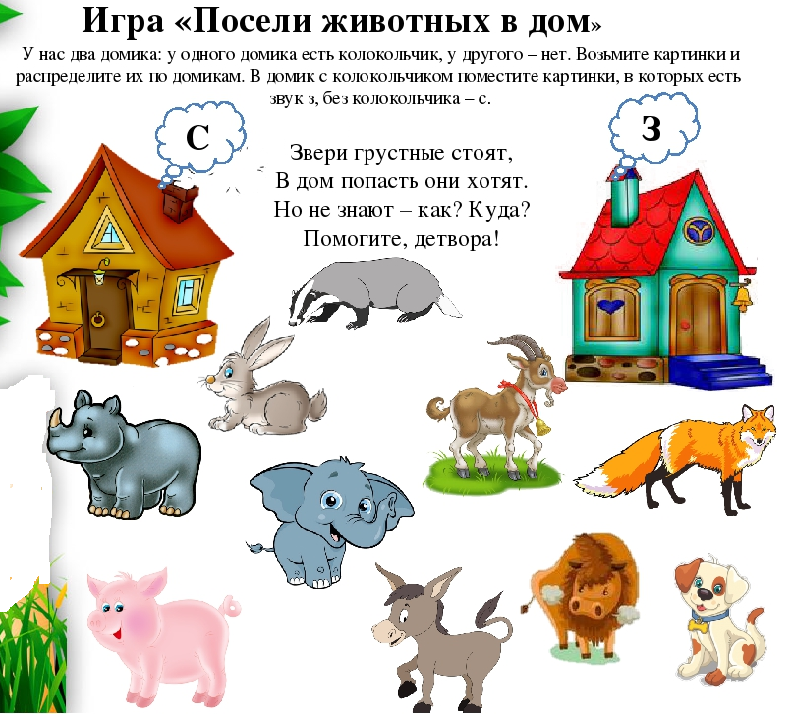 Игра «Посели животных в дом»
У нас два домика: у одного домика есть колокольчик, у другого – нет. Возьмите картинки и
распределите их по домикам. В домик с колокольчиком поместите картинки, в которых есть
звук з, без колокольчика – с.
С
З
Звери грустные стоят,
В дом попасть они хотят.
Но не знают – как? Куда?
Помогите, детвора!